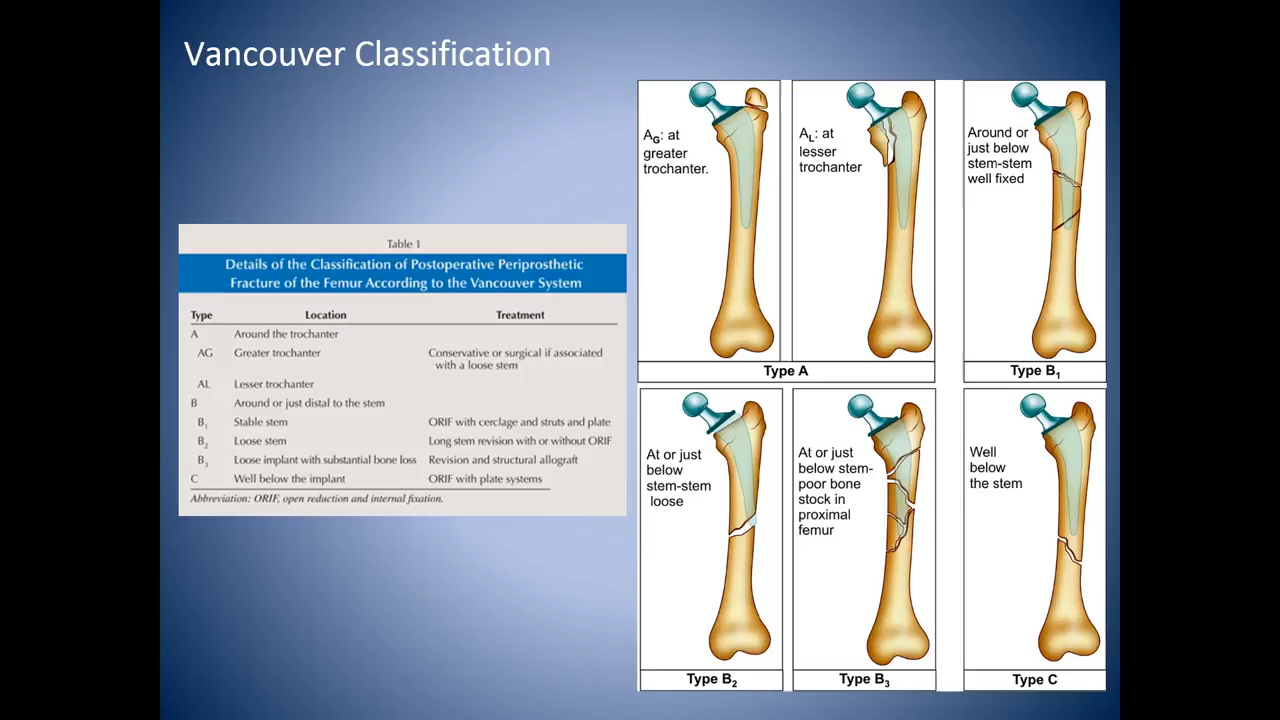 Vancouver Classification
Table 1
Details of the Classification of Postoperative Periprosthetic
Fracture of the Femur According to the Vancouver System
Type Location Treatment
A Around the trochanter
AG Greater trochanter Conservative or surgical if associated
with a loose stem
AL Lesser trochanter
B Around or just distal to the stem
B1 Stable stem ORIF with cerclage and struts and plate
B2 Loose stem Long stem revision with or without ORIF
B3 Loose implant with substantial bone loss Revision and structural allograft
C Well below the implant ORIF with plate systems
Abbreviation: ORIF, open reduction and internal fixation.
AG: at
greater
trochanter.
AL: at
lesser
trochanter
Type A
Around or
just below
stem-stem
well fixed
Type B1
At or just
below
stem-stem
loose
Type B2
At or just
below stem-
poor bone
stock in
proximal
femur
Type B3
Well
below
the stem
Type C